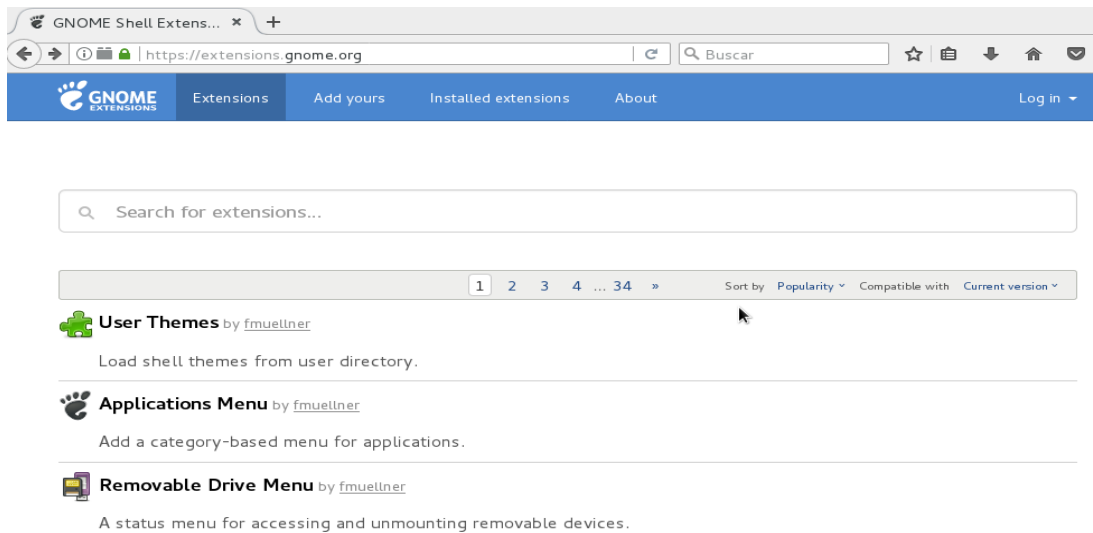 GNOME Shell Extens... × +
https://extensions.gnome.org Buscar
GNOME EXTENSIONS Extensions Add yours Installed extensions About Log in
Search for extensions...
1 2 3 4 ... 34 » Sort by Popularity Compatible with Current version
User Themes by fmuellner
Load shell themes from user directory.
Applications Menu by fmuellner
Add a category-based menu for applications.
Removable Drive Menu by fmuellner
A status menu for accessing and unmounting removable devices.